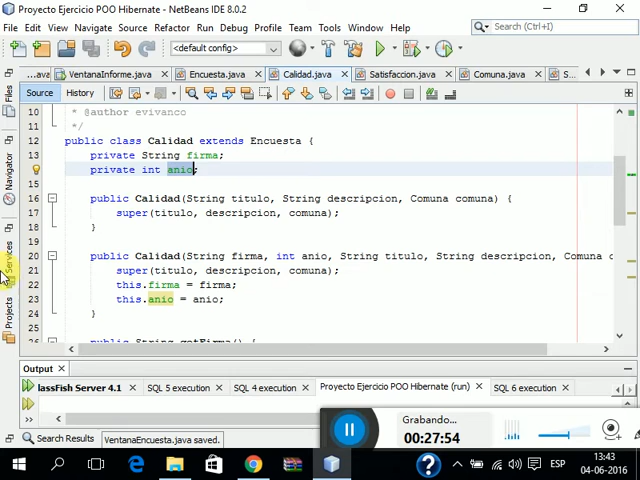 Proyecto Ejercicio POO Hibernate - NetBeans IDE 8.0.2
File Edit View Navigate Source Refactor Run Debug Profile Team Tools Window Help
Search (Ctrl+I)
<default config>
...ava VentanaInforme.java Encuesta.java Calidad.java Satisfaccion.java Comuna.java S...
Source History
Files
Navigator
Services
Projects
10 * @author evivanco
11 */
12 public class Calidad extends Encuesta {
13 private String firma;
private int anio;
15
16 public Calidad(String titulo, String descripcion, Comuna comuna) {
17 super(titulo, descripcion, comuna);
18 }
19
20 public Calidad(String firma, int anio, String titulo, String descripcion, Comuna c
21 super(titulo, descripcion, comuna);
22 this.firma = firma;
23 this.anio = anio;
24 }
25
26 public String getFirma() {
Output
lassFish Server 4.1 SQL 5 execution SQL 4 execution Proyecto Ejercicio POO Hibernate (run) SQL 6 execution
Search Results VentanaEncuesta.java saved.
Grabando...
00:27:54
ESP
13:43
04-06-2016